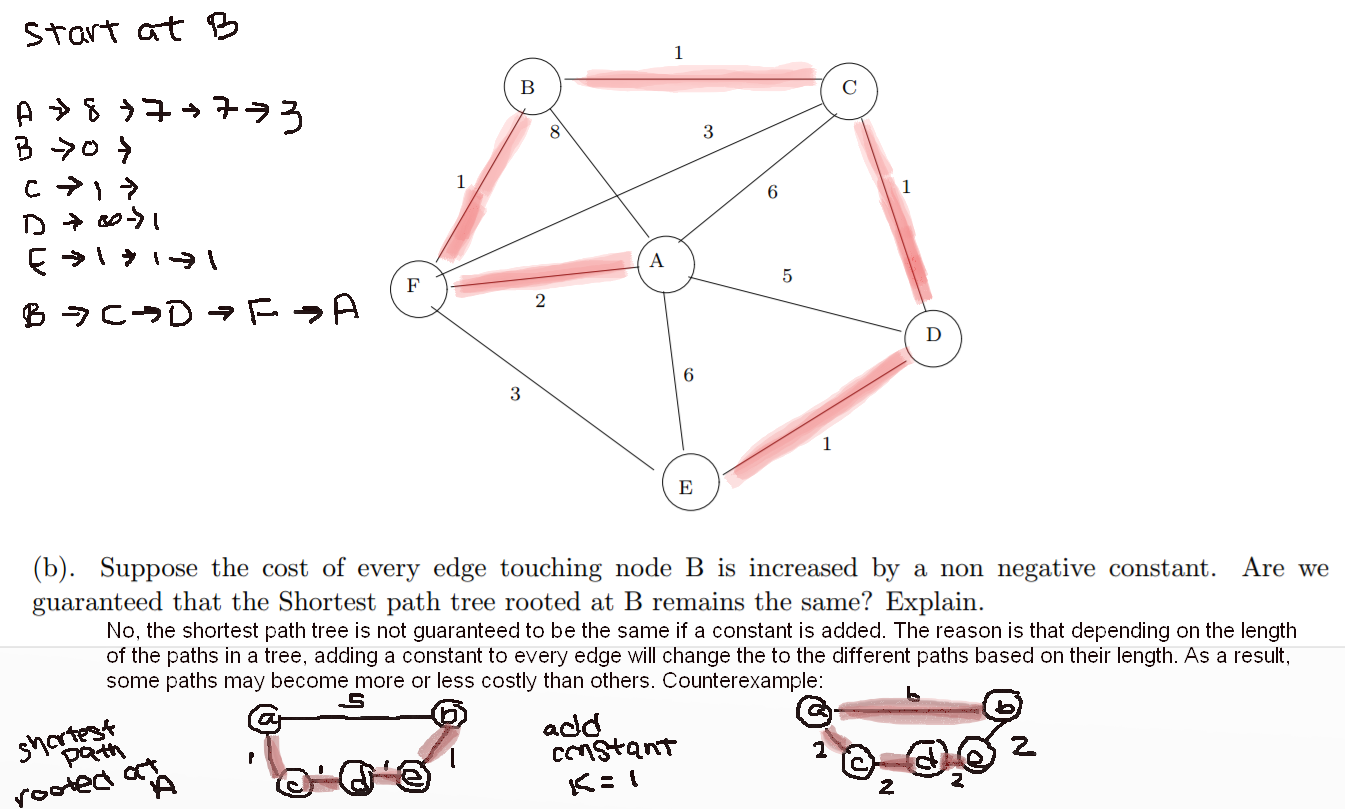 Start at B
A → 8 → 7 → 7 → 3
B → 0 →
C → 1 →
D → ∞ → 1
E → 1 → 1 → 1
B → C → D → F → A
1
B
C
8
3
1
6
1
A
F
5
2
D
6
3
1
E
(b). Suppose the cost of every edge touching node B is increased by a non negative constant. Are we
guaranteed that the Shortest path tree rooted at B remains the same? Explain.
No, the shortest path tree is not guaranteed to be the same if a constant is added. The reason is that depending on the length
of the paths in a tree, adding a constant to every edge will change the to the different paths based on their length. As a result,
some paths may become more or less costly than others. Counterexample:
shortest
path
rooted at
A
a
5
b
1
c
1
d
1
e
1
add
constant
K = 1
a
6
b
2
c
2
d
2
e
2